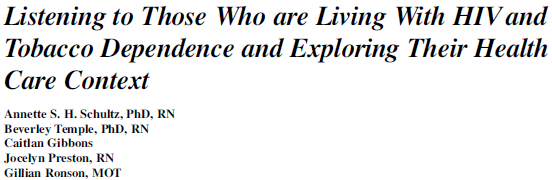 Listening to Those Who are Living With HIV and
Tobacco Dependence and Exploring Their Health
Care Context
Annette S. H. Schultz, PhD, RN
Beverley Temple, PhD, RN
Caitlan Gibbons
Jocelyn Preston, RN
Gillian Ronson, MOT